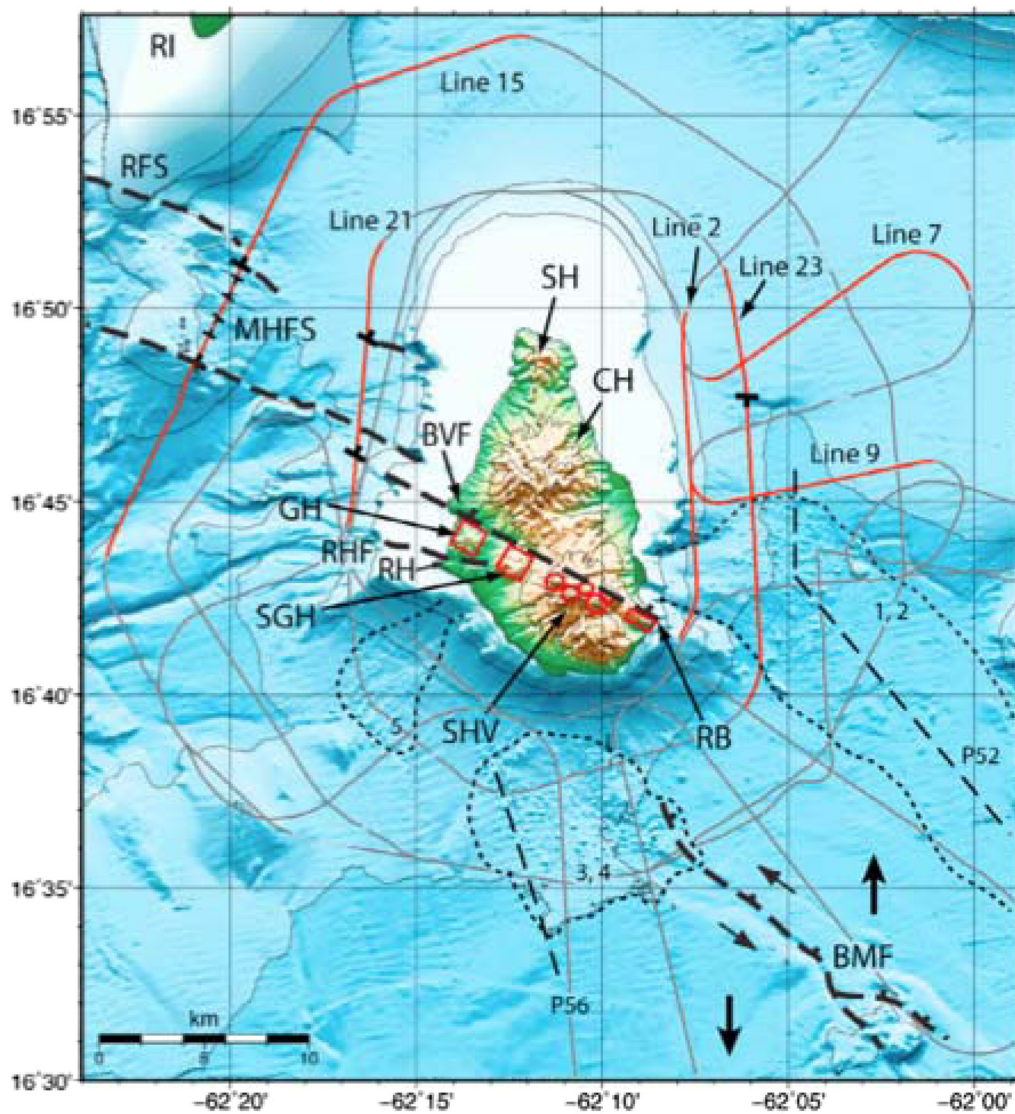 RI
Line 15
16°55'
RFS
Line 21
Line 2
Line 7
Line 23
SH
16°50'
MHFS
CH
BVF
Line 9
16°45'
GH
RHF
RH
SGH
1, 2
16°40'
5
SHV
RB
P52
3, 4
16°35'
BMF
P56
km
0
5
10
16°30'
−62°20'
−62°15'
−62°10'
−62°05'
−62°00'